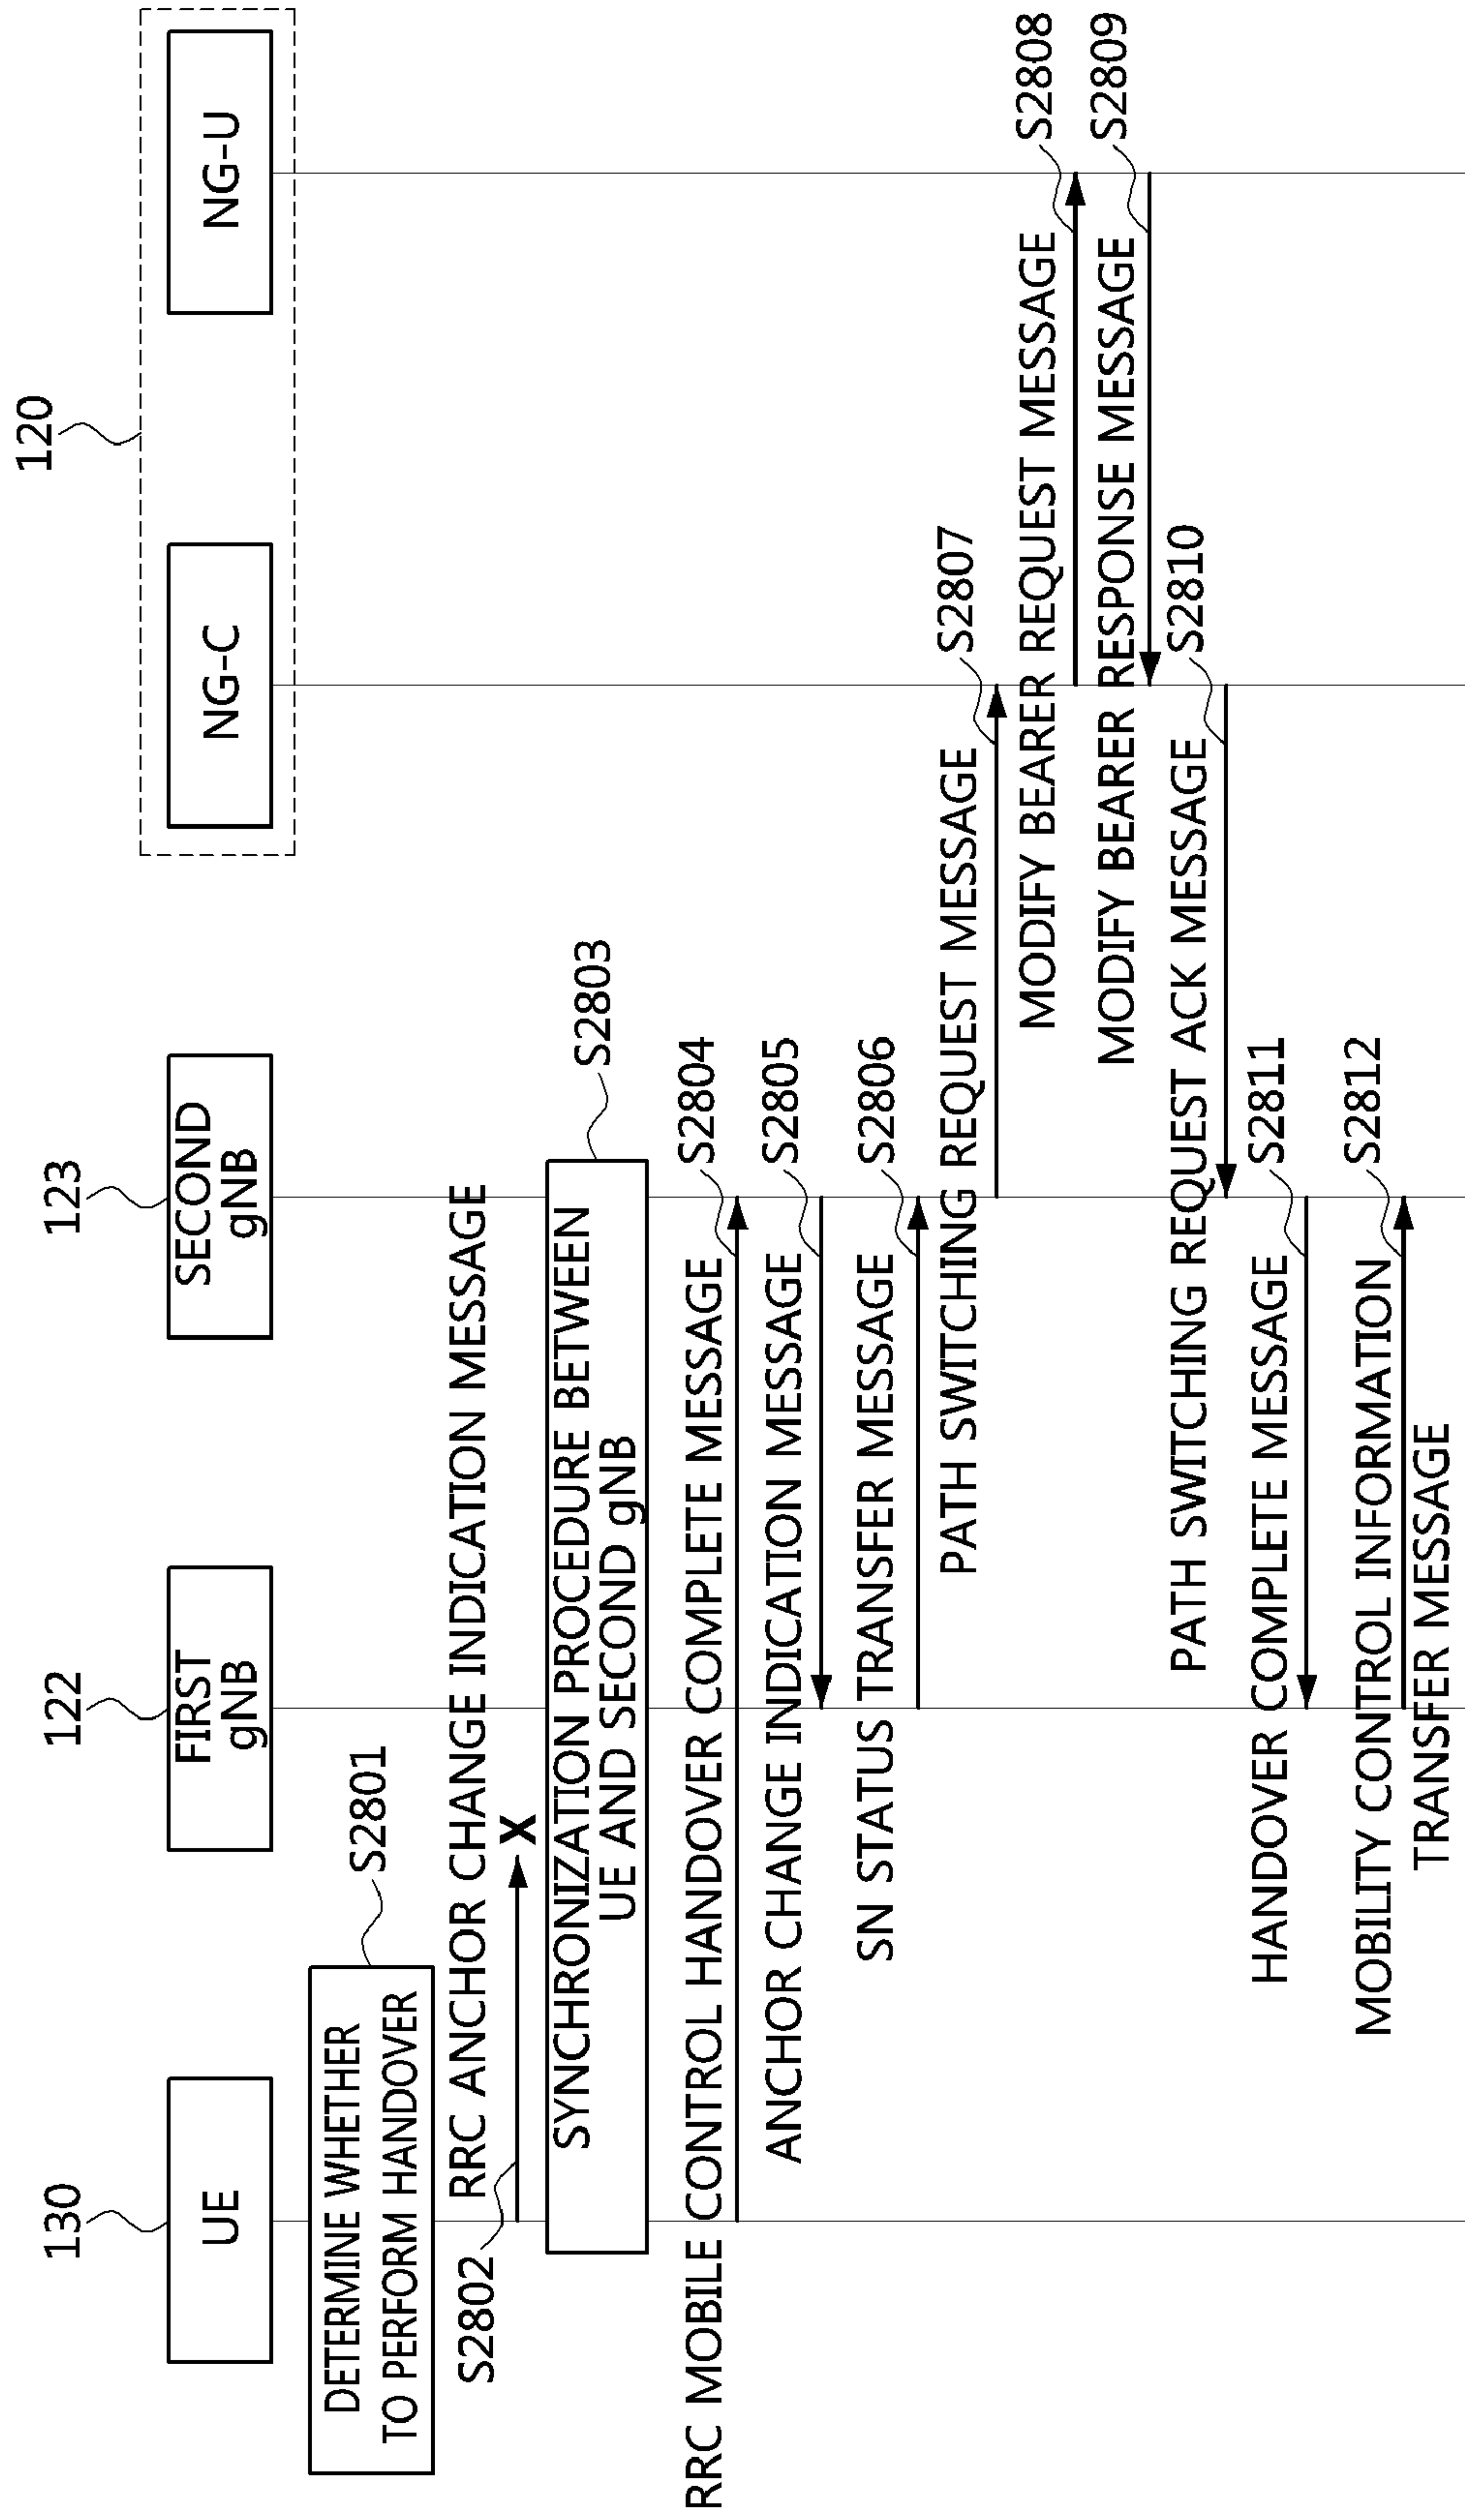 130
122
123
120
UE
FIRST
gNB
SECOND
gNB
NG-C
NG-U
DETERMINE WHETHER
TO PERFORM HANDOVER
S2801
RRC ANCHOR CHANGE INDICATION MESSAGE
S2802
X
SYNCHRONIZATION PROCEDURE BETWEEN
UE AND SECOND gNB
S2803
RRC MOBILE CONTROL HANDOVER COMPLETE MESSAGE
S2804
ANCHOR CHANGE INDICATION MESSAGE
S2805
SN STATUS TRANSFER MESSAGE
S2806
PATH SWITCHING REQUEST MESSAGE
S2807
MODIFY BEARER REQUEST MESSAGE
S2808
MODIFY BEARER RESPONSE MESSAGE
S2809
PATH SWITCHING REQUEST ACK MESSAGE
S2810
HANDOVER COMPLETE MESSAGE
S2811
MOBILITY CONTROL INFORMATION
S2812
TRANSFER MESSAGE